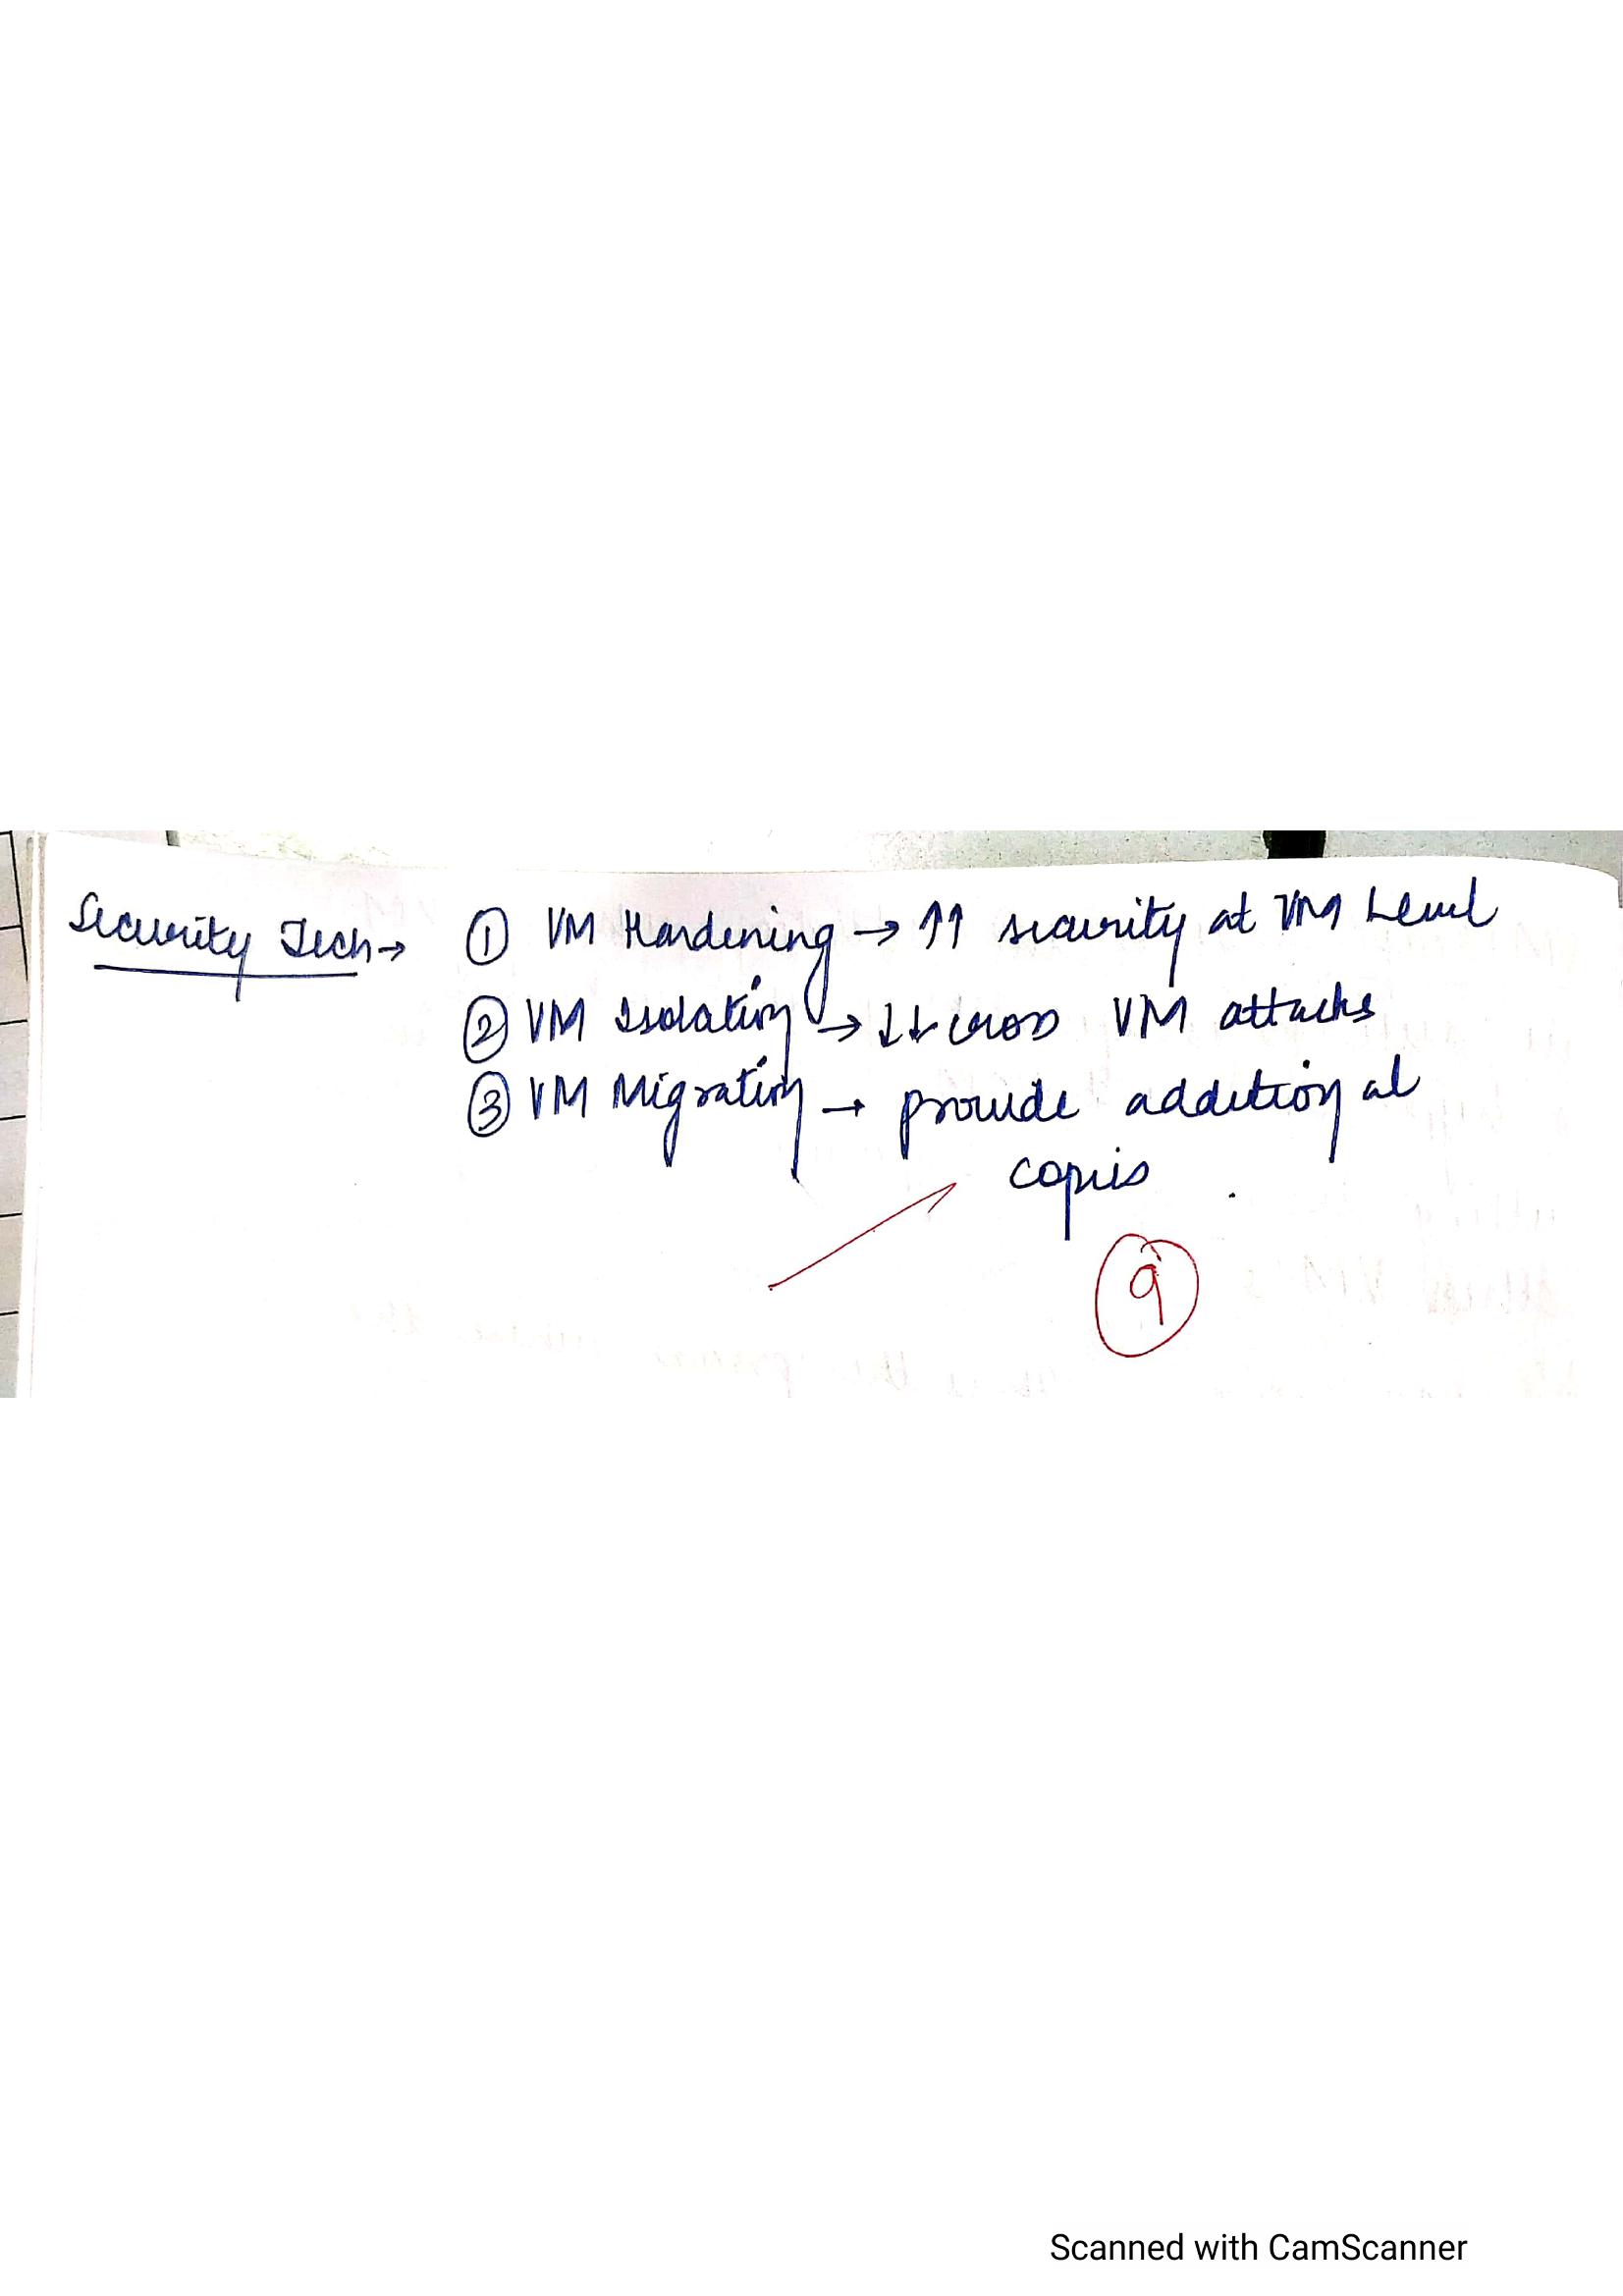 Security Tech → ① VM Hardening → ↑↑ security at VM Level
② VM Isolation → ↓↓ cross VM attacks
③ VM Migration → provide additional
copies
9
Scanned with CamScanner